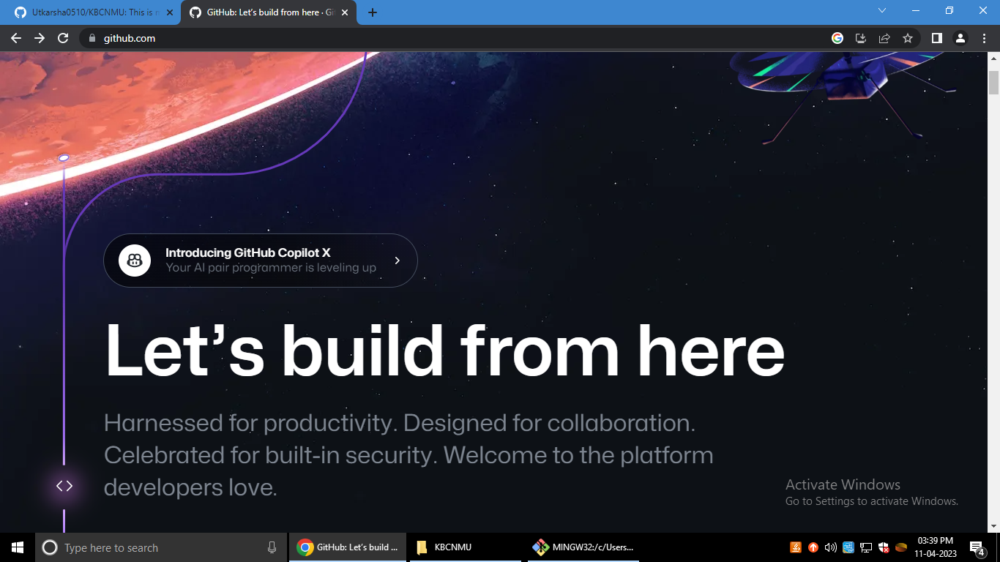 Utkarsha0510/KBCNMU: This is
GitHub: Let's build from here ·
github.com
Introducing GitHub Copilot X
Your AI pair programmer is leveling up
Let's build from here
Harnessed for productivity. Designed for collaboration.
Celebrated for built-in security. Welcome to the platform
developers love.
Activate Windows
Go to Settings to activate Windows.
Type here to search
GitHub: Let's build ...
KBCNMU
MINGW32:/c/Users...
03:39 PM
11-04-2023
4